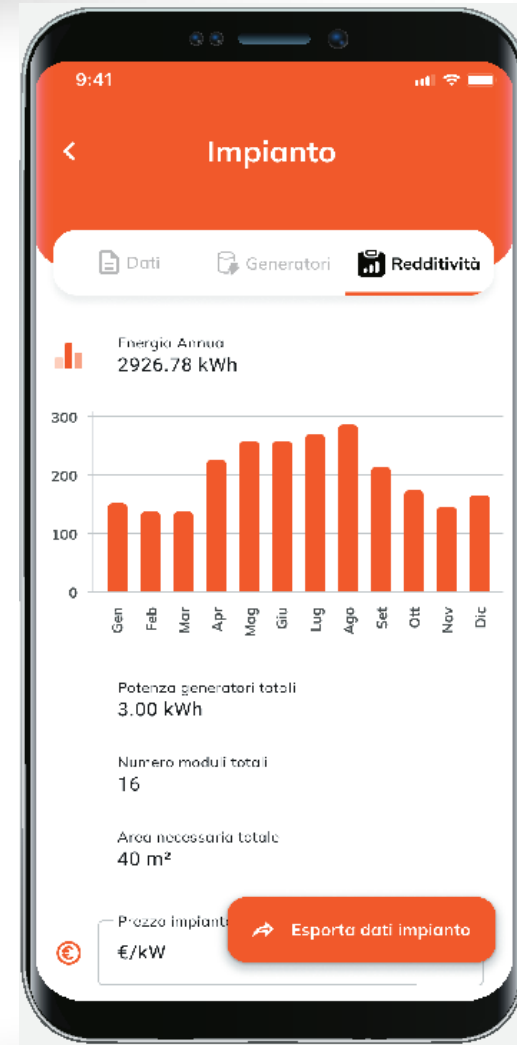 9:41
Impianto
Dati Generatori Redditività
Energia Annua
2926.78 kWh
300
200
100
0
Gen Feb Mar Apr Mag Giu Lug Ago Set Ott Nov Dic
Potenza generatori totali
3.00 kWh
Numero moduli totali
16
Area necessaria totale
40 m²
Prezzo impiant
€/kW
Esporta dati impianto